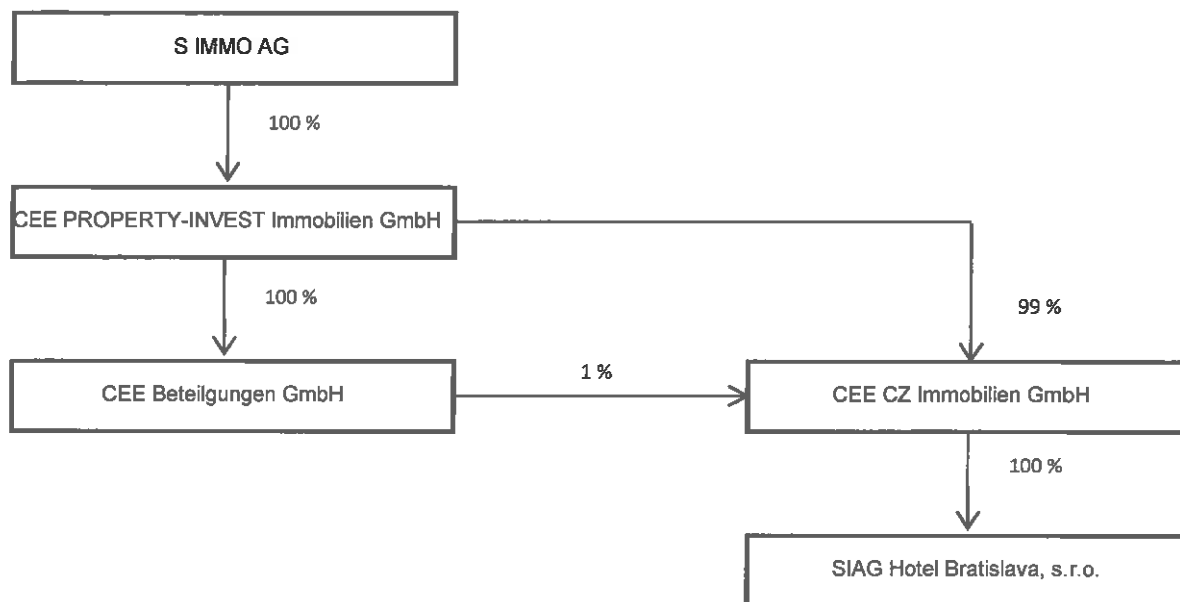 S IMMO AG
100 %
CEE PROPERTY-INVEST Immobilien GmbH
100 %
99 %
CEE Beteilgungen GmbH
1 %
CEE CZ Immobilien GmbH
100 %
SIAG Hotel Bratislava, s.r.o.